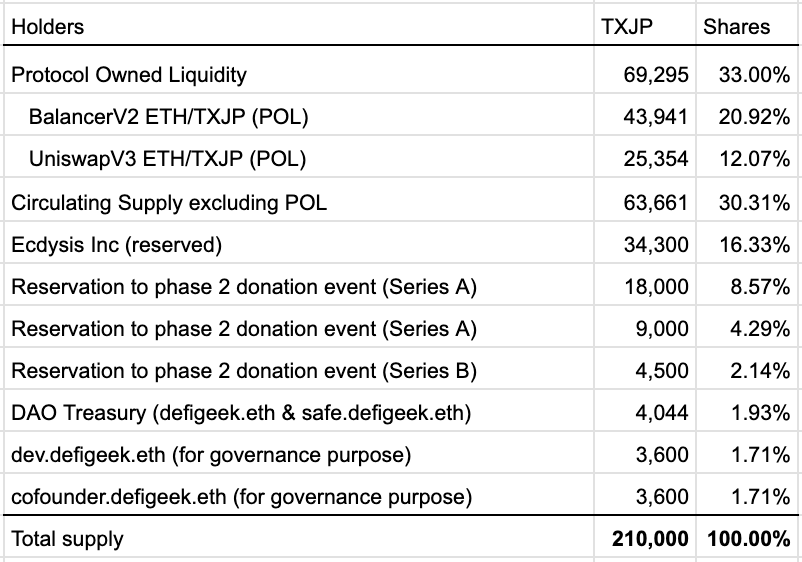 Holders TXJP Shares
Protocol Owned Liquidity 69,295 33.00%
BalancerV2 ETH/TXJP (POL) 43,941 20.92%
UniswapV3 ETH/TXJP (POL) 25,354 12.07%
Circulating Supply excluding POL 63,661 30.31%
Ecdysis Inc (reserved) 34,300 16.33%
Reservation to phase 2 donation event (Series A) 18,000 8.57%
Reservation to phase 2 donation event (Series A) 9,000 4.29%
Reservation to phase 2 donation event (Series B) 4,500 2.14%
DAO Treasury (defigeek.eth & safe.defigeek.eth) 4,044 1.93%
dev.defigeek.eth (for governance purpose) 3,600 1.71%
cofounder.defigeek.eth (for governance purpose) 3,600 1.71%
Total supply 210,000 100.00%